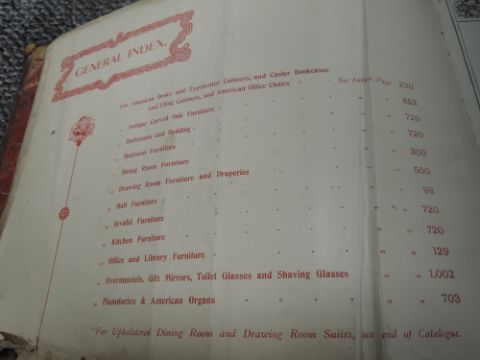 GENERAL INDEX.
For American Desks and Typewriter Cabinets, and Bookcases
and Filing Cabinets, and American Office Chairs - See Index, Page 230
„ Antique Carved Oak Furniture - „ „ 852
„ Bedsteads and Bedding - „ „ 720
„ Bedroom Furniture „ „ 720
„ Dining Room Furniture „ „ 300
„ Drawing Room Furniture and Draperies „ „ 500
„ Hall Furniture - „ „ 98
„ Invalid Furniture „ „ 720
„ Kitchen Furniture - „ „ 720
„ Office and Library Furniture - „ „ 129
„ Overmantels, Gilt Mirrors, Toilet Glasses and Shaving Glasses „ „ 1,002
„ Pianofortes & American Organs - „ „ 703
"For Upholstered Dining Room and Drawing Room Suites, see end of Catalogue.